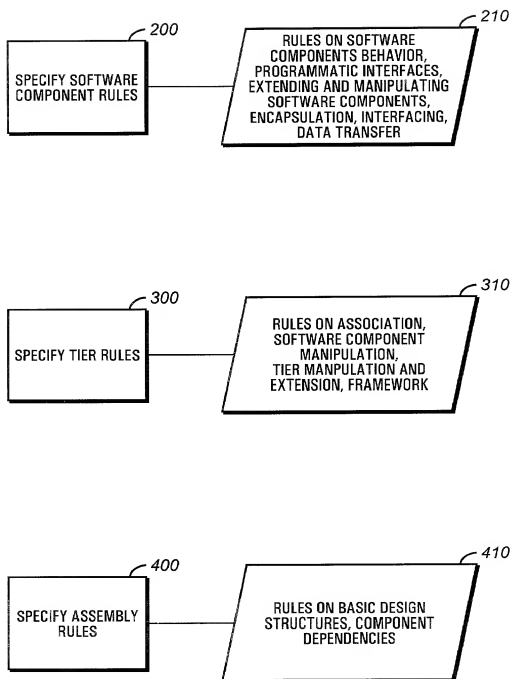 200
210
SPECIFY SOFTWARE
COMPONENT RULES
RULES ON SOFTWARE
COMPONENTS BEHAVIOR,
PROGRAMMATIC INTERFACES,
EXTENDING AND MANIPULATING
SOFTWARE COMPONENTS,
ENCAPSULATION, INTERFACING,
DATA TRANSFER
300
310
SPECIFY TIER RULES
RULES ON ASSOCIATION,
SOFTWARE COMPONENT
MANIPULATION,
TIER MANPULATION AND
EXTENSION, FRAMEWORK
400
410
SPECIFY ASSEMBLY
RULES
RULES ON BASIC DESIGN
STRUCTURES, COMPONENT
DEPENDENCIES